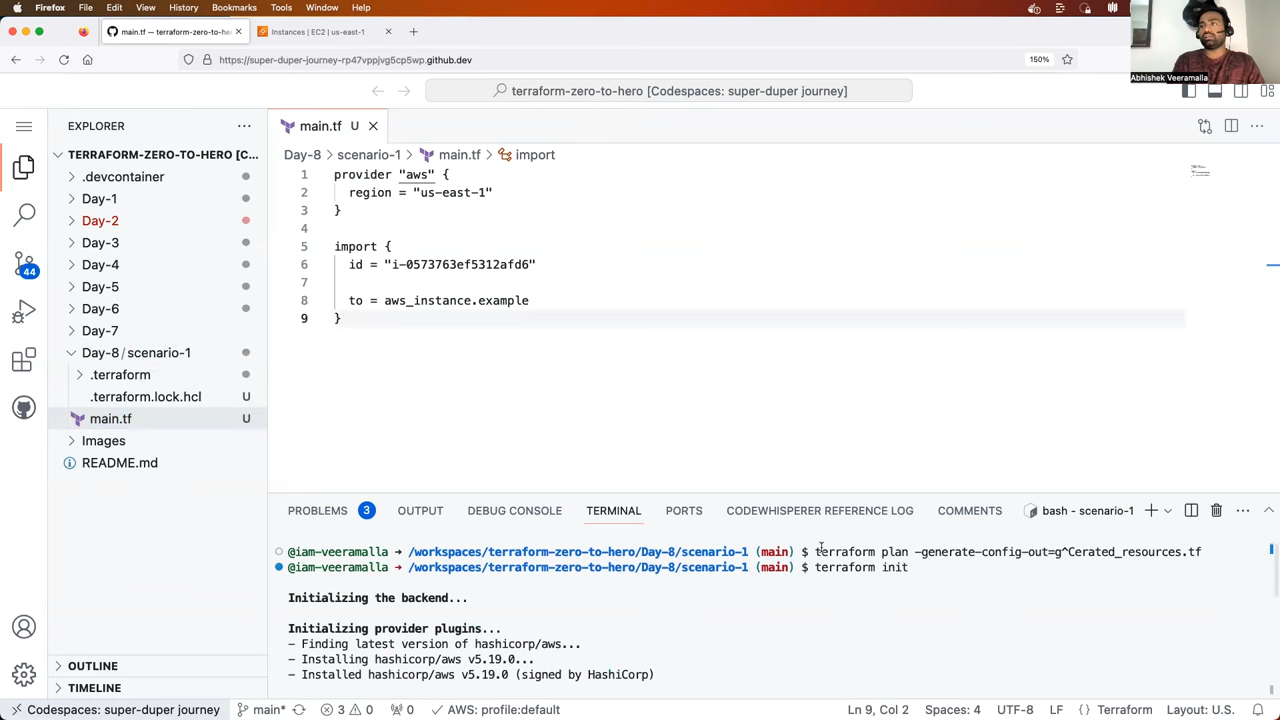 Firefox File Edit View History Bookmarks Tools Window Help
main.tf — terraform-zero-to-he
Instances | EC2 | us-east-1
https://super-duper-journey-rp47vppjvg5cp5wp.github.dev
150%
Abhishek Veeramalla
terraform-zero-to-hero [Codespaces: super-duper journey]
EXPLORER
TERRAFORM-ZERO-TO-HERO [C...
.devcontainer
Day-1
Day-2
Day-3
Day-4
Day-5
Day-6
Day-7
Day-8 / scenario-1
.terraform
.terraform.lock.hcl U
main.tf U
Images
README.md
OUTLINE
TIMELINE
44
main.tf U
Day-8 > scenario-1 > main.tf > import
1 provider "aws" {
2 region = "us-east-1"
3 }
4
5 import {
6 id = "i-0573763ef5312afd6"
7
8 to = aws_instance.example
9 }
PROBLEMS 3 OUTPUT DEBUG CONSOLE TERMINAL PORTS CODEWHISPERER REFERENCE LOG COMMENTS bash - scenario-1
@iam-veeramalla → /workspaces/terraform-zero-to-hero/Day-8/scenario-1 (main) $ terraform plan -generate-config-out=g^Cerated_resources.tf
@iam-veeramalla → /workspaces/terraform-zero-to-hero/Day-8/scenario-1 (main) $ terraform init
Initializing the backend...
Initializing provider plugins...
- Finding latest version of hashicorp/aws...
- Installing hashicorp/aws v5.19.0...
- Installed hashicorp/aws v5.19.0 (signed by HashiCorp)
Codespaces: super-duper journey main* 3 0 0 AWS: profile:default Ln 9, Col 2 Spaces: 4 UTF-8 LF {} Terraform Layout: U.S.